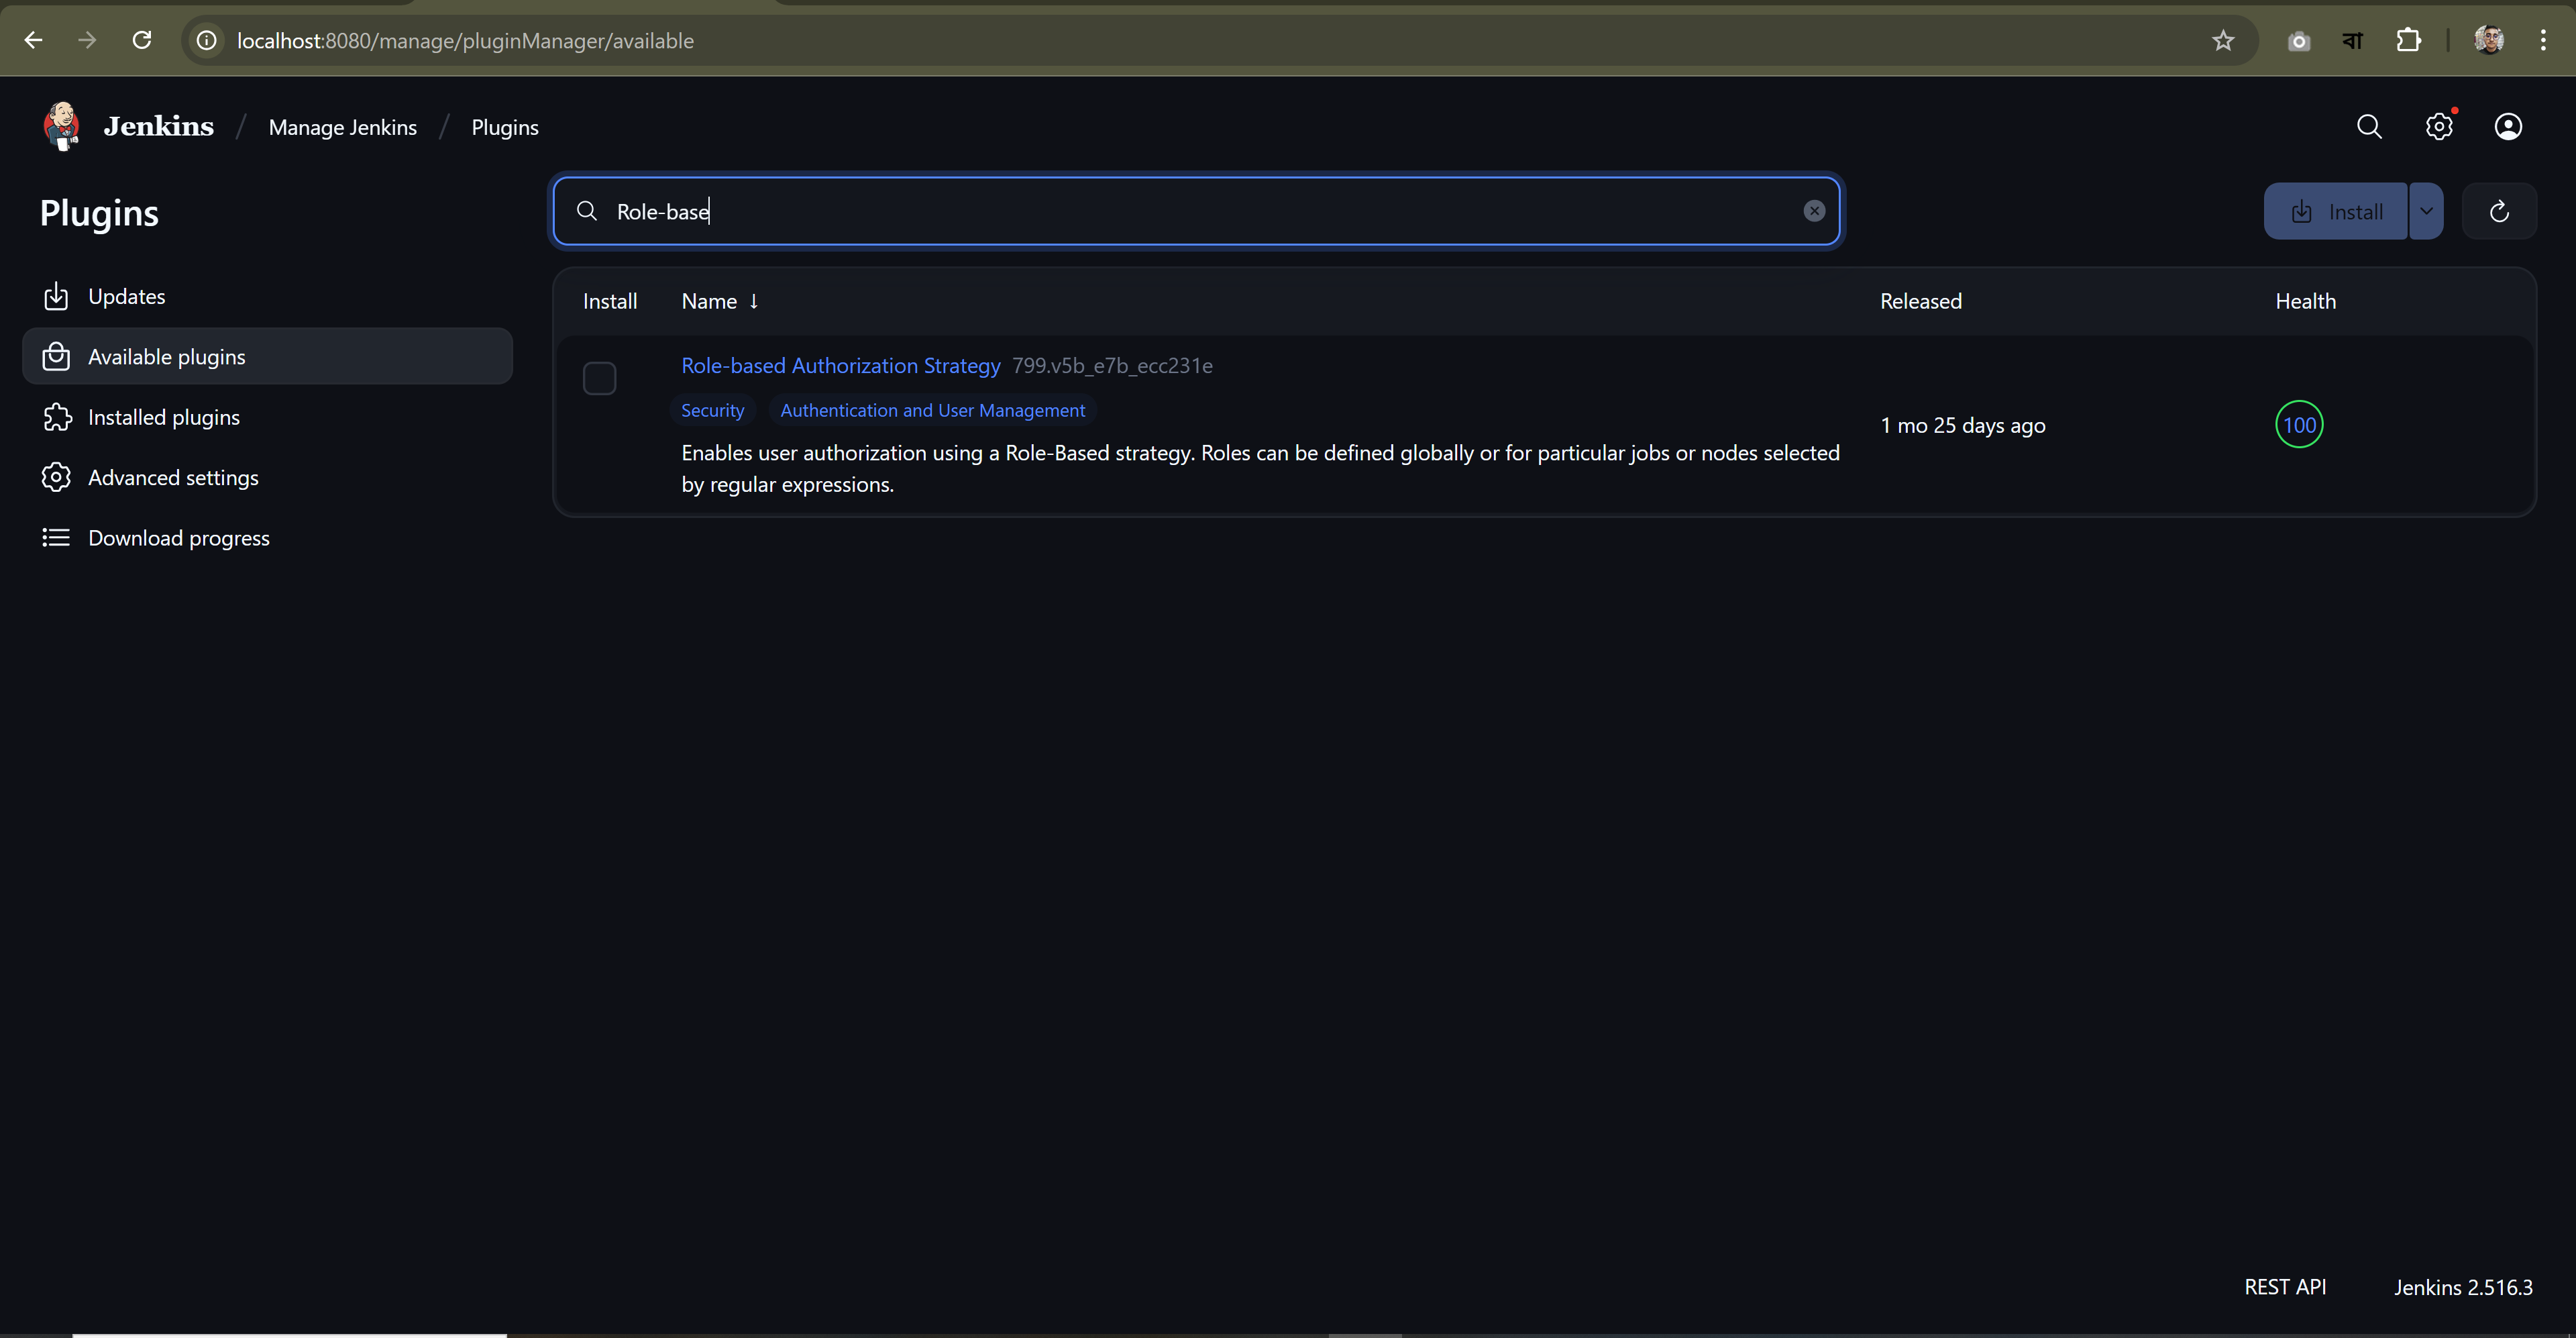 localhost:8080/manage/pluginManager/available
বা
Jenkins / Manage Jenkins / Plugins
Plugins
Role-base
Install
Updates
Available plugins
Installed plugins
Advanced settings
Download progress
Install Name ↓ Released Health
Role-based Authorization Strategy 799.v5b_e7b_ecc231e
Security Authentication and User Management
Enables user authorization using a Role-Based strategy. Roles can be defined globally or for particular jobs or nodes selected
by regular expressions.
1 mo 25 days ago
100
REST API Jenkins 2.516.3